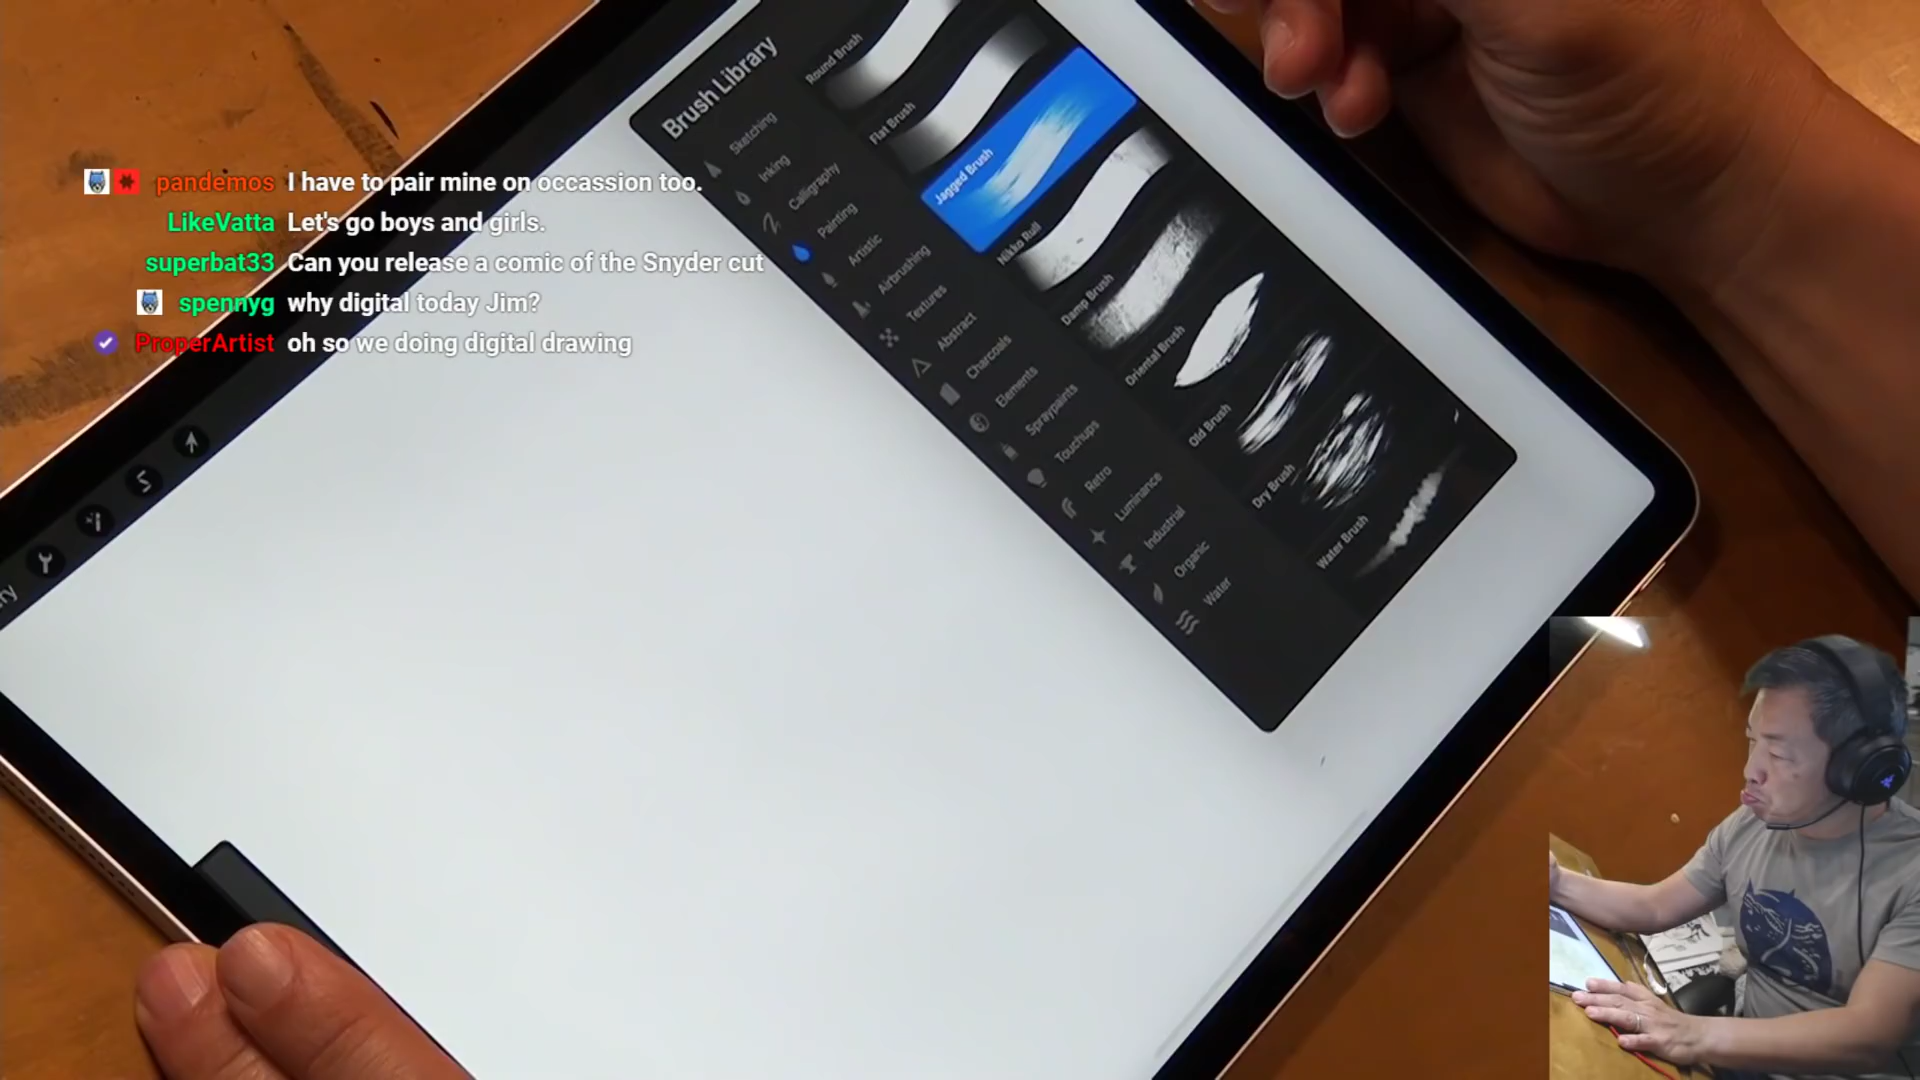 pandemos I have to pair mine on occassion too.
LikeVatta Let's go boys and girls.
superbat33 Can you release a comic of the Snyder cut
spennyg why digital today Jim?
ProperArtist oh so we doing digital drawing
Brush Library
Sketching
Inking
Calligraphy
Painting
Artistic
Airbrushing
Textures
Abstract
Charcoals
Elements
Spraypaints
Touchups
Retro
Luminance
Industrial
Organic
Water
Round Brush
Flat Brush
Jagged Brush
Nikko Rull
Damp Brush
Oriental Brush
Old Brush
Dry Brush
Water Brush